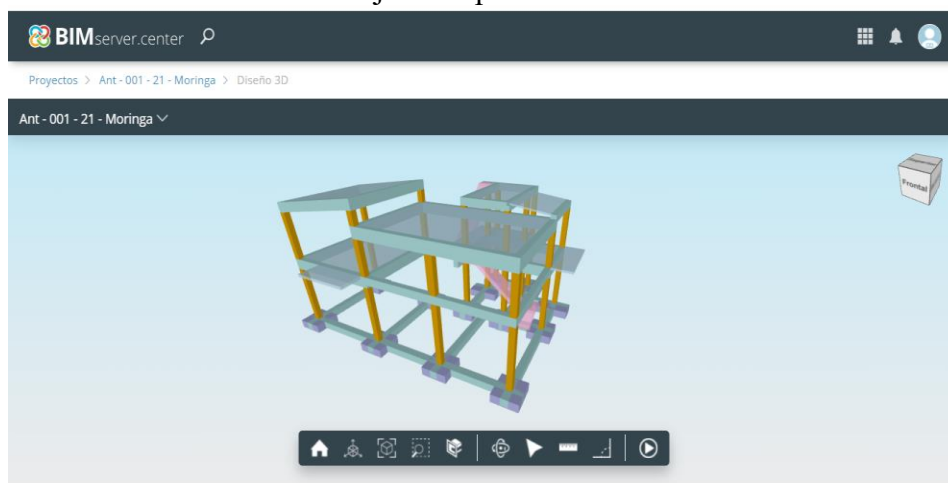 BIMserver.center
Proyectos > Ant - 001 - 21 - Moringa > Diseño 3D
Ant - 001 - 21 - Moringa
Frontal